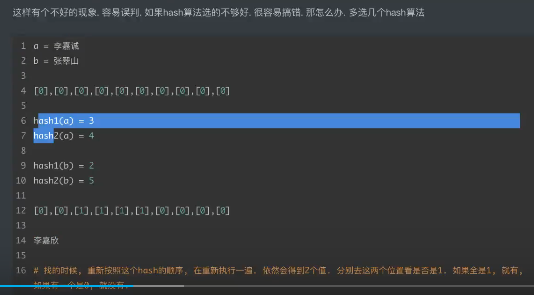 这样有个不好的现象. 容易误判. 如果hash算法选的不够好. 很容易搞错. 那怎么办. 多选几个hash算法
1 a = 李嘉诚
2 b = 张翠山
3
4 [0],[0],[0],[0],[0],[0],[0],[0],[0],[0]
5
6 hash1(a) = 3
7 hash2(a) = 4
8
9 hash1(b) = 2
10 hash2(b) = 5
11
12 [0],[0],[1],[1],[1],[1],[0],[0],[0],[0]
13
14 李嘉欣
15
16 # 找的时候, 重新按照这个hash的顺序, 在重新执行一遍. 依然会得到2个值. 分别去这两个位置看是否是1. 如果全是1, 就有,
如果有一个是0, 就没有.